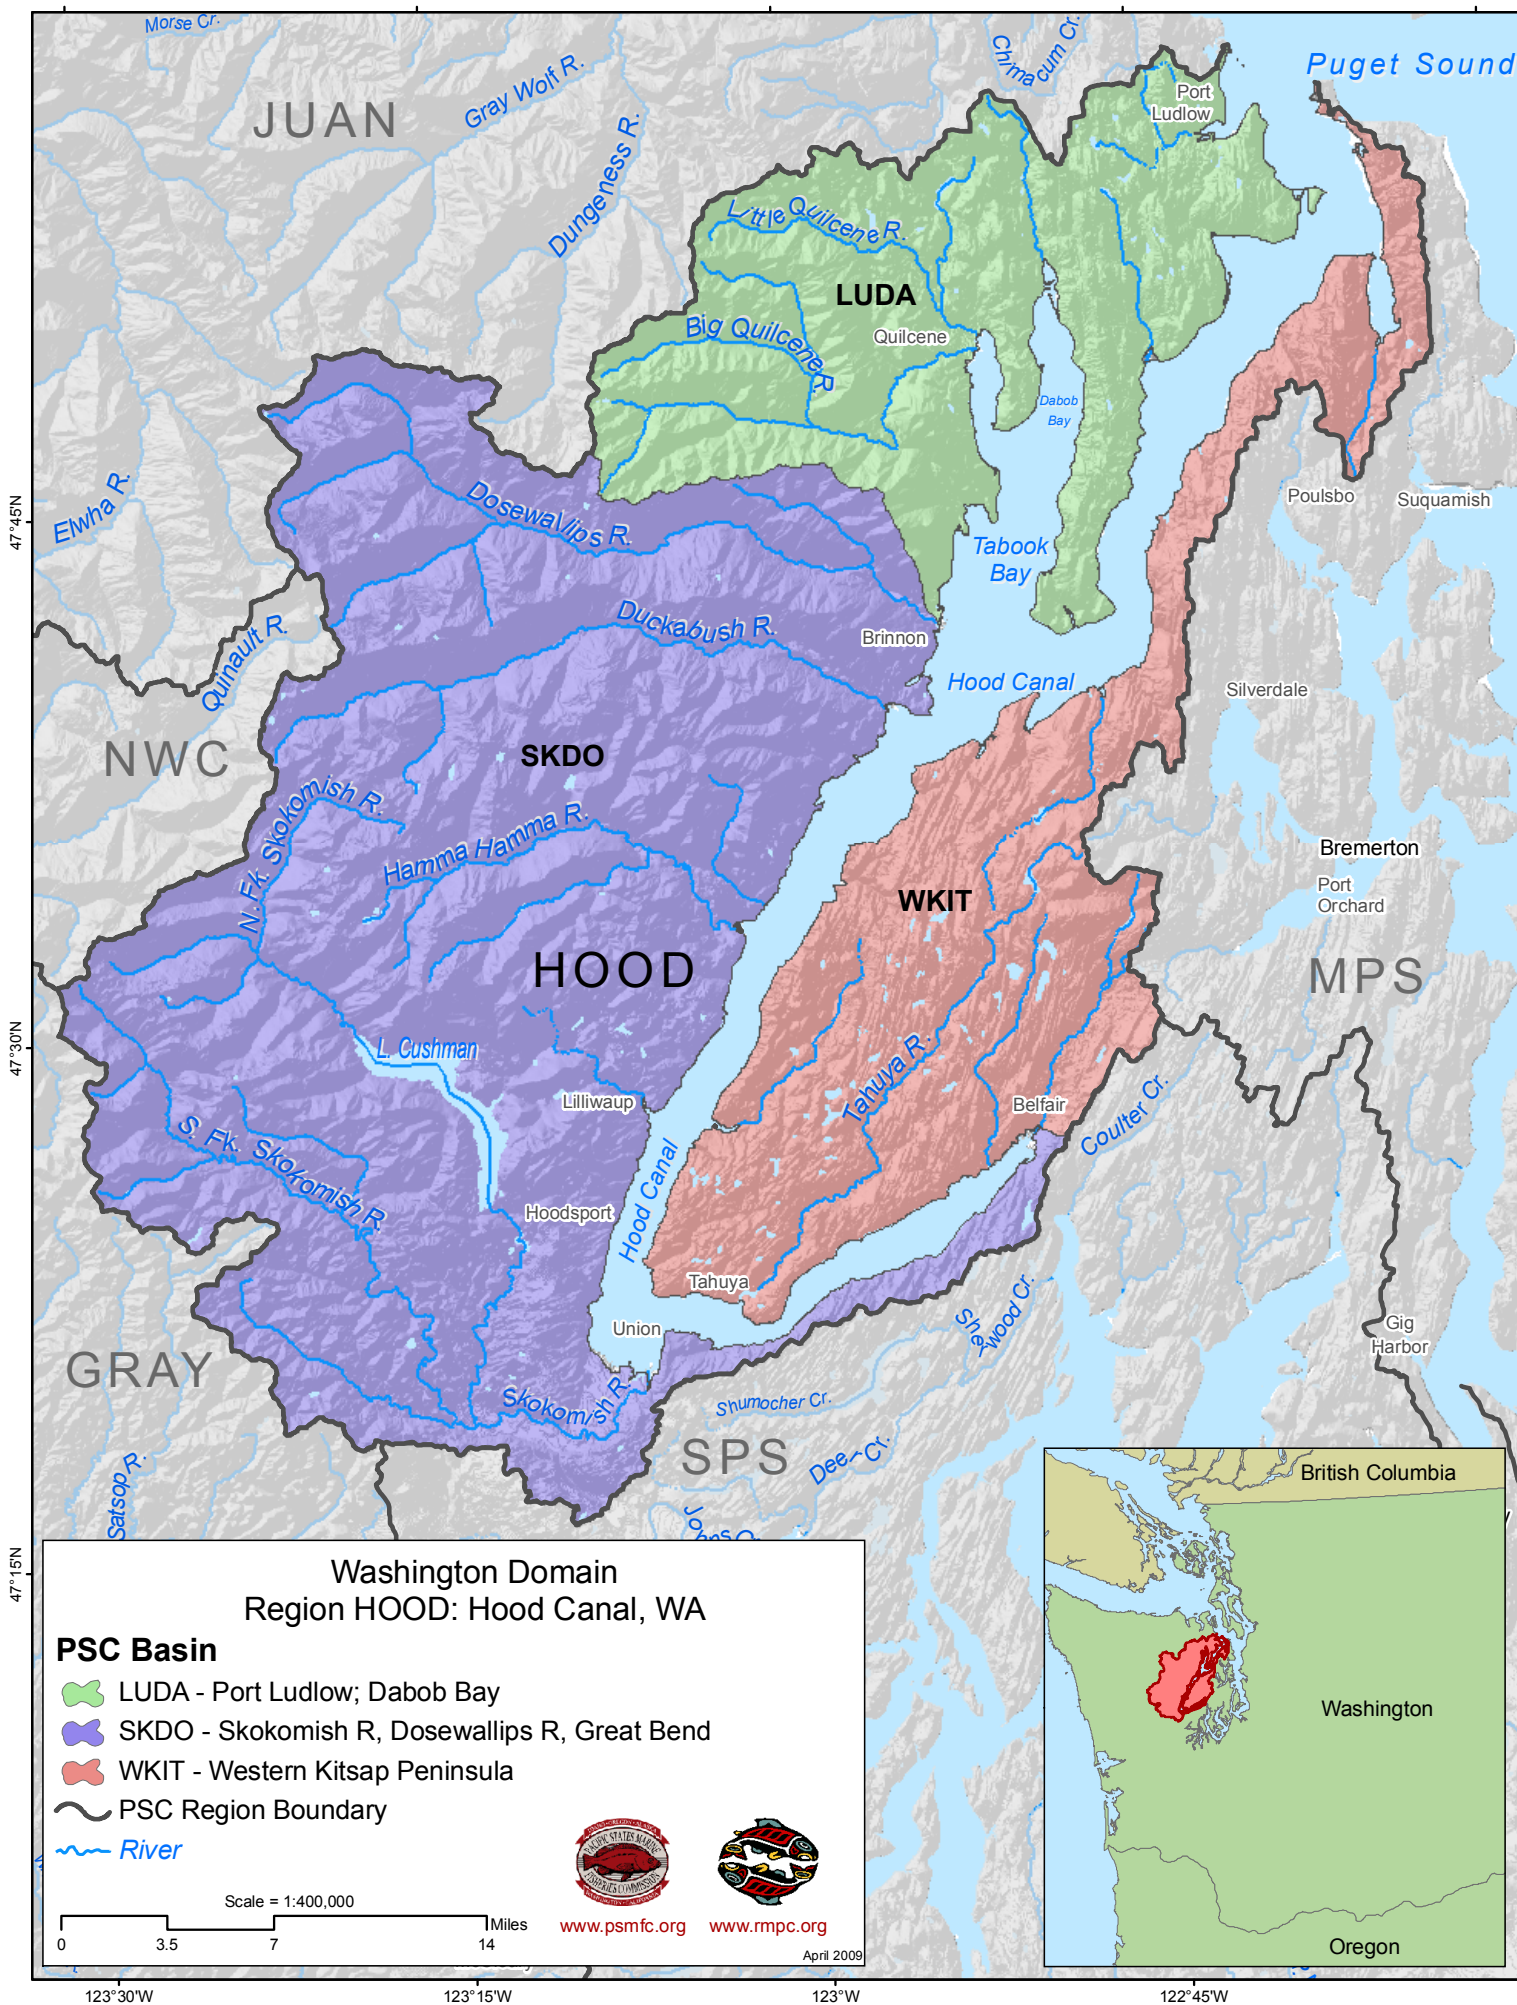 Morse Cr.
JUAN
Gray Wolf R.
Dungeness R.
Chimacum Cr.
Port
Ludlow
Puget Sound
Little Quilcene R.
LUDA
Quilcene
Big Quilcene R.
Dabob
Bay
Elwha R.
Dosewallips R.
Tabook
Bay
Poulsbo
Suquamish
Quinault R.
Duckabush R.
Brinnon
Hood Canal
Silverdale
NWC
SKDO
N. Fk. Skokomish R.
Hamma Hamma R.
HOOD
WKIT
Bremerton
Port
Orchard
MPS
L. Cushman
Lilliwaup
Tahuya R.
Belfair
Coulter Cr.
S. Fk. Skokomish R.
Hoodsport
Hood Canal
Tahuya
Union
Sherwood Cr.
Gig
Harbor
GRAY
Skokomish R.
Shumocher Cr.
SPS
Deer Cr.
Satsop R.
47°45'N
47°30'N
47°15'N
Washington Domain
Region HOOD: Hood Canal, WA
PSC Basin
LUDA - Port Ludlow; Dabob Bay
SKDO - Skokomish R, Dosewallips R, Great Bend
WKIT - Western Kitsap Peninsula
PSC Region Boundary
River
Scale = 1:400,000
Miles
0 3.5 7 14
PACIFIC STATES MARINE
FISHERIES COMMISSION
www.psmfc.org www.rmpc.org
April 2009
British Columbia
Washington
Oregon
123°30'W 123°15'W 123°W 122°45'W